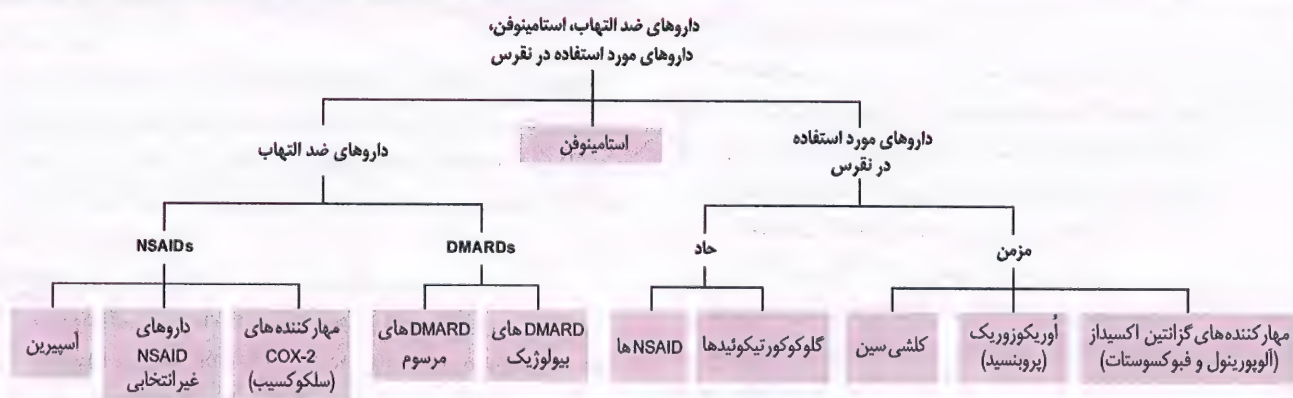 داروهای ضد التهاب، استامینوفن،
داروهای مورد استفاده در نقرس
داروهای مورد استفاده
در نقرس
استامینوفن
داروهای ضد التهاب
مزمن
حاد
DMARDs
NSAIDs
مهارکننده‌های گزانتین اکسیداز
(آلوپورینول و فبوکسوستات)
اُوریکوزوریک
(پروبنسید)
کلشی سین
گلوکوکورتیکوئیدها
NSAID ها
DMARD های
بیولوژیک
DMARD های
مرسوم
مهارکننده‌های
COX-2
(سلکوکسیب)
داروهای
NSAID
غیرانتخابی
آسپیرین